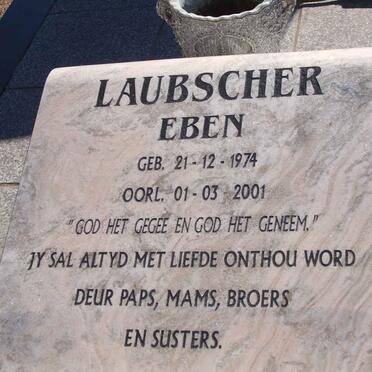 LAUBSCHER
EBEN
GEB. 21-12-1974
OORL. 01-03-2001
"GOD HET GEGEE EN GOD HET GENEEM."
JY SAL ALTYD MET LIEFDE ONTHOU WORD
DEUR PAPS, MAMS, BROERS
EN SUSTERS.